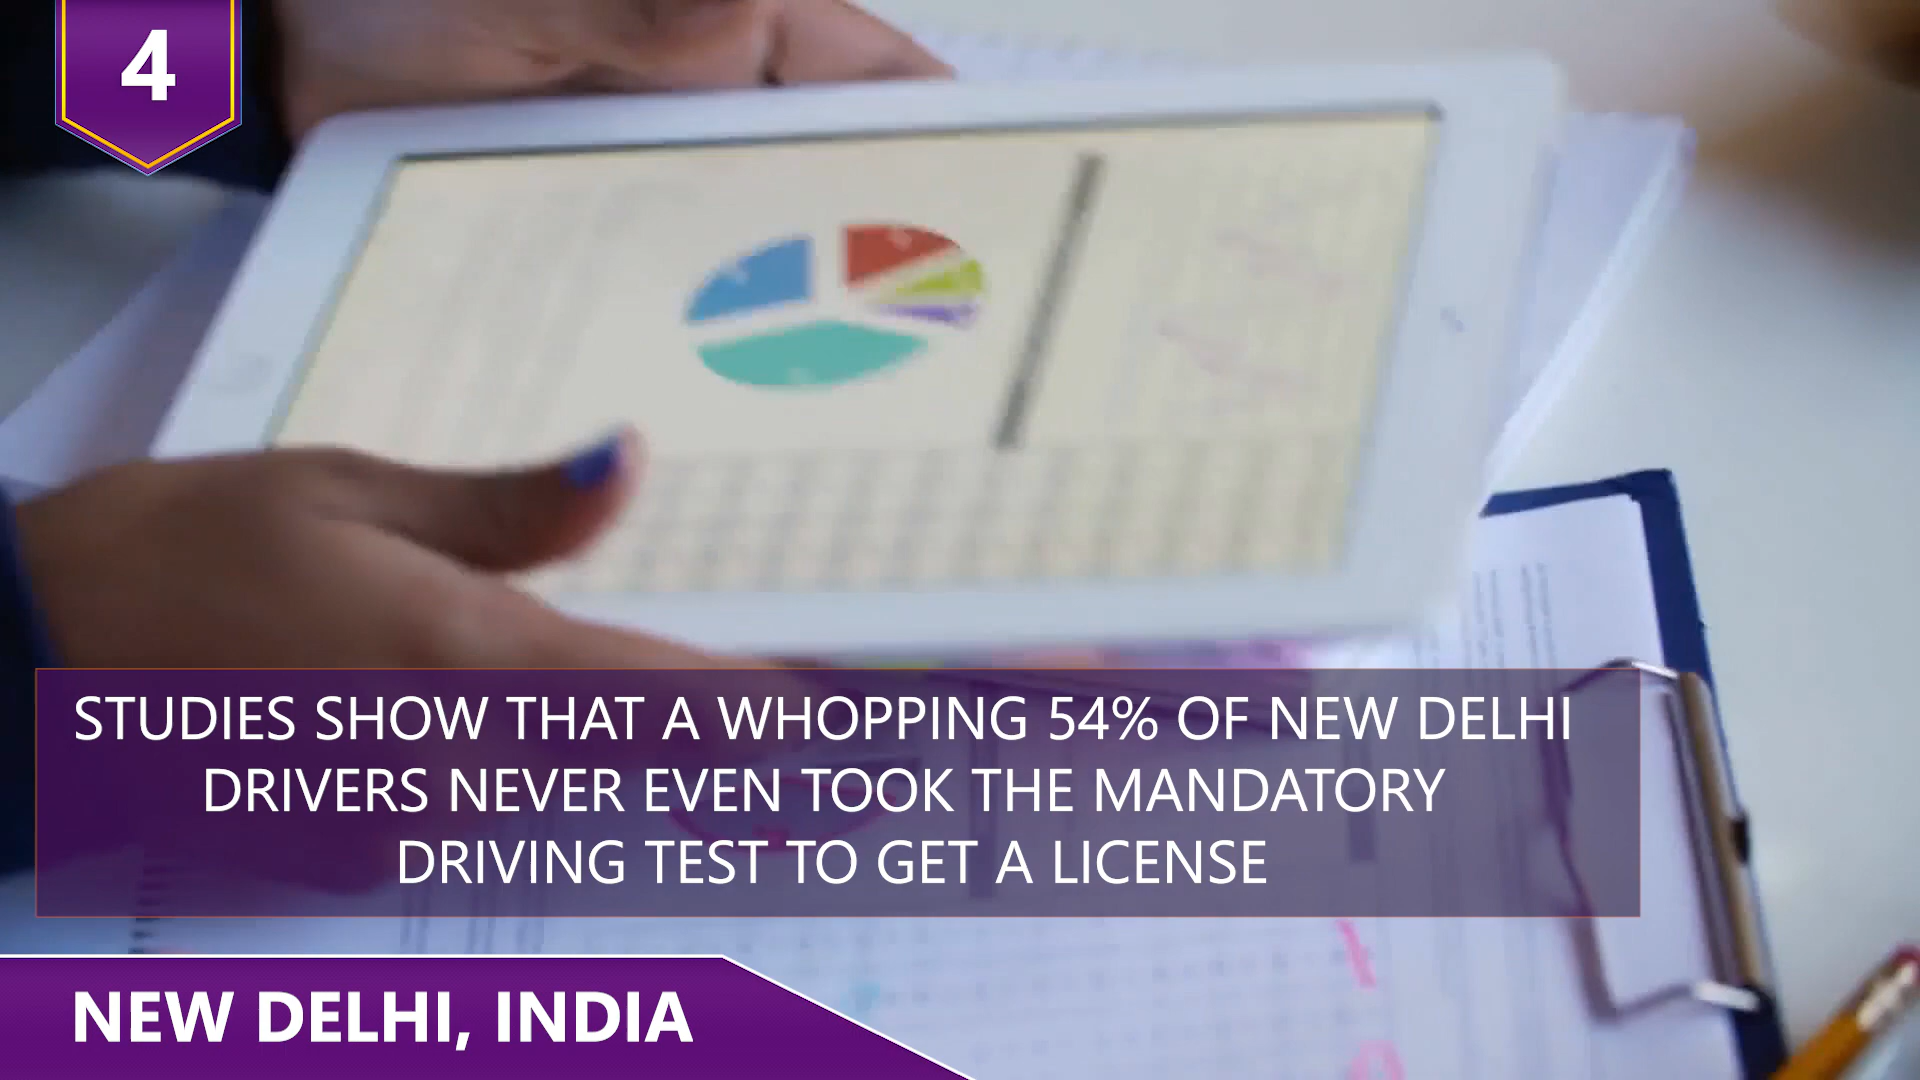 4
STUDIES SHOW THAT A WHOPPING 54% OF NEW DELHI
DRIVERS NEVER EVEN TOOK THE MANDATORY
DRIVING TEST TO GET A LICENSE
NEW DELHI, INDIA